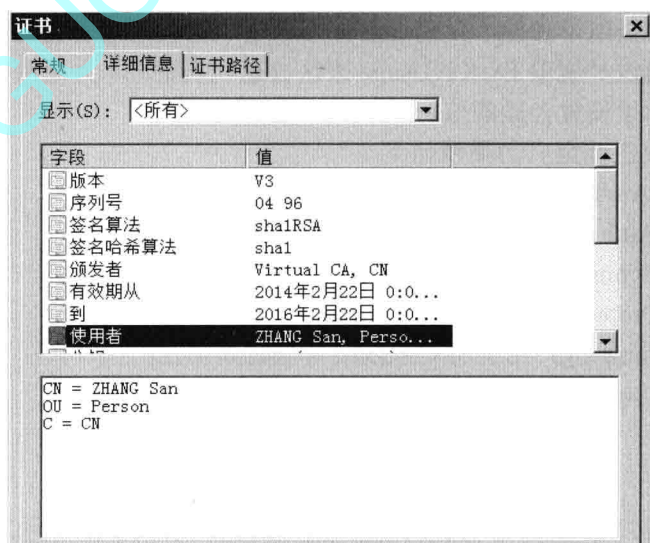 证书
常规 详细信息 证书路径
显示(S): <所有>
字段 值
版本 V3
序列号 04 96
签名算法 sha1RSA
签名哈希算法 sha1
颁发者 Virtual CA, CN
有效期从 2014年2月22日 0:0...
到 2016年2月22日 0:0...
使用者 ZHANG San, Perso...
CN = ZHANG San
OU = Person
C = CN